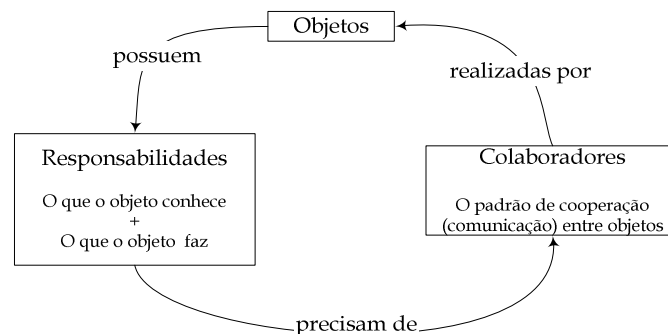 Objetos
possuem
realizadas por
Responsabilidades
O que o objeto conhece
+
O que o objeto faz
Colaboradores
O padrão de cooperação
(comunicação) entre objetos
precisam de